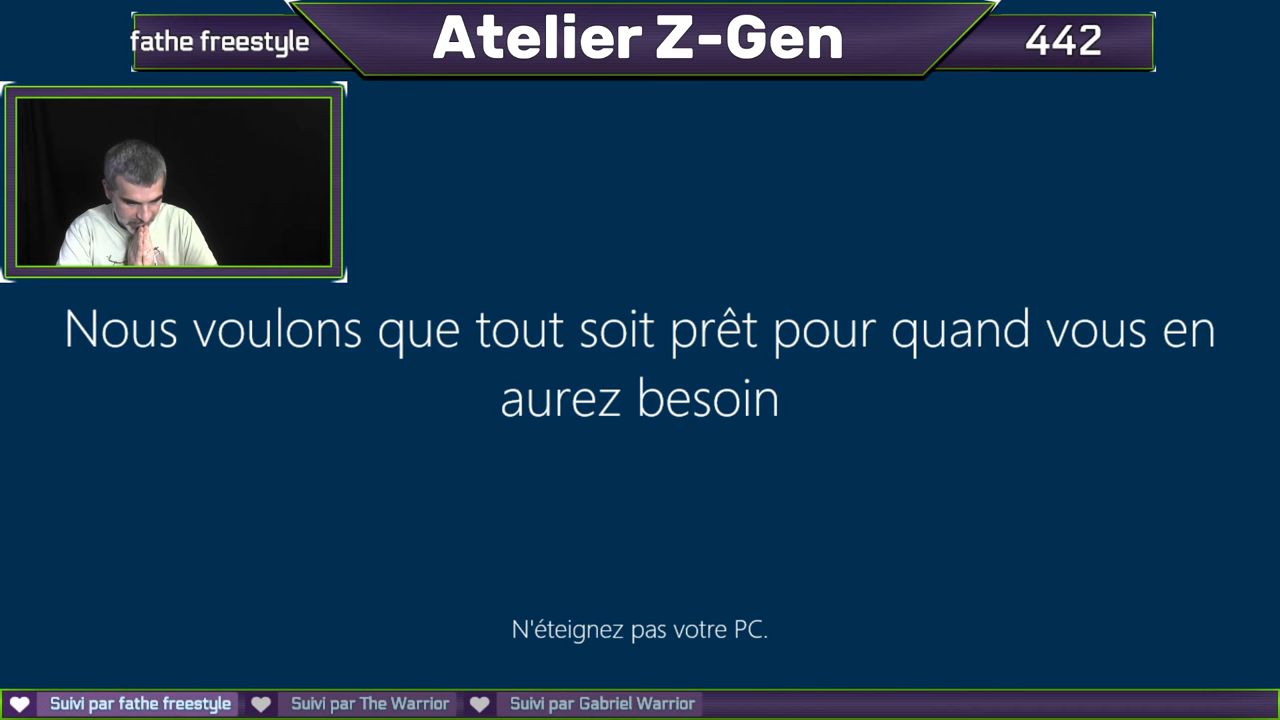 fathe freestyle
Atelier Z-Gen
442
Nous voulons que tout soit prêt pour quand vous en
aurez besoin
N'éteignez pas votre PC.
Suivi par fathe freestyle
Suivi par The Warrior
Suivi par Gabriel Warrior